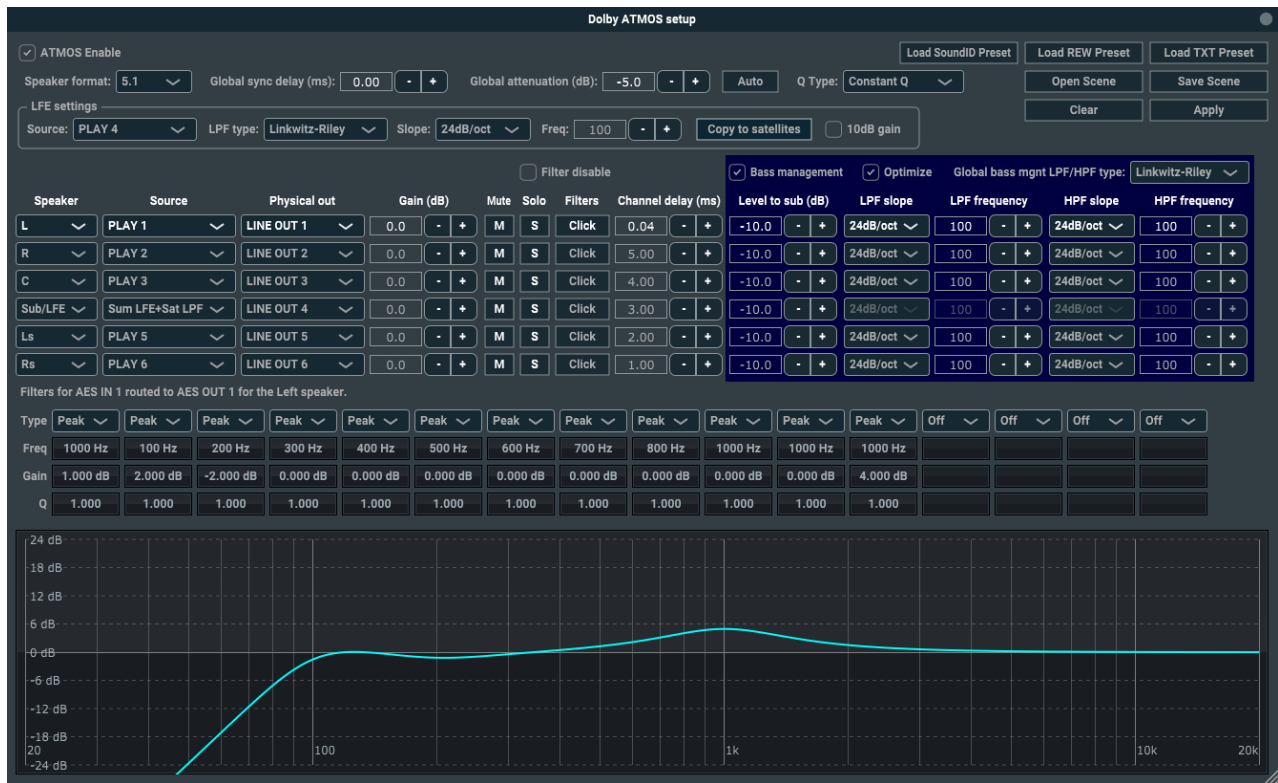 Dolby ATMOS setup
ATMOS Enable Load SoundID Preset Load REW Preset Load TXT Preset
Speaker format: 5.1 Global sync delay (ms): 0.00 - + Global attenuation (dB): -5.0 - + Auto Q Type: Constant Q Open Scene Save Scene
LFE settings Clear Apply
Source: PLAY 4 LPF type: Linkwitz-Riley Slope: 24dB/oct Freq: 100 - + Copy to satellites 10dB gain
Filter disable Bass management Optimize Global bass mgnt LPF/HPF type: Linkwitz-Riley
Speaker Source Physical out Gain (dB) Mute Solo Filters Channel delay (ms) Level to sub (dB) LPF slope LPF frequency HPF slope HPF frequency
L PLAY 1 LINE OUT 1 0.0 - + M S Click 0.04 - + -10.0 - + 24dB/oct 100 - + 24dB/oct 100 - +
R PLAY 2 LINE OUT 2 0.0 - + M S Click 5.00 - + -10.0 - + 24dB/oct 100 - + 24dB/oct 100 - +
C PLAY 3 LINE OUT 3 0.0 - + M S Click 4.00 - + -10.0 - + 24dB/oct 100 - + 24dB/oct 100 - +
Sub/LFE Sum LFE+Sat LPF LINE OUT 4 0.0 - + M S Click 3.00 - + -10.0 - + 24dB/oct 100 - + 24dB/oct 100 - +
Ls PLAY 5 LINE OUT 5 0.0 - + M S Click 2.00 - + -10.0 - + 24dB/oct 100 - + 24dB/oct 100 - +
Rs PLAY 6 LINE OUT 6 0.0 - + M S Click 1.00 - + -10.0 - + 24dB/oct 100 - + 24dB/oct 100 - +
Filters for AES IN 1 routed to AES OUT 1 for the Left speaker.
Type Peak Peak Peak Peak Peak Peak Peak Peak Peak Peak Peak Peak Off Off Off Off
Freq 1000 Hz 100 Hz 200 Hz 300 Hz 400 Hz 500 Hz 600 Hz 700 Hz 800 Hz 1000 Hz 1000 Hz 1000 Hz
Gain 1.000 dB 2.000 dB -2.000 dB 0.000 dB 0.000 dB 0.000 dB 0.000 dB 0.000 dB 0.000 dB 0.000 dB 0.000 dB 4.000 dB
Q 1.000 1.000 1.000 1.000 1.000 1.000 1.000 1.000 1.000 1.000 1.000 1.000
24 dB
18 dB
12 dB
6 dB
0 dB
-6 dB
-12 dB
-18 dB
20 100 1k 10k 20k
-24 dB